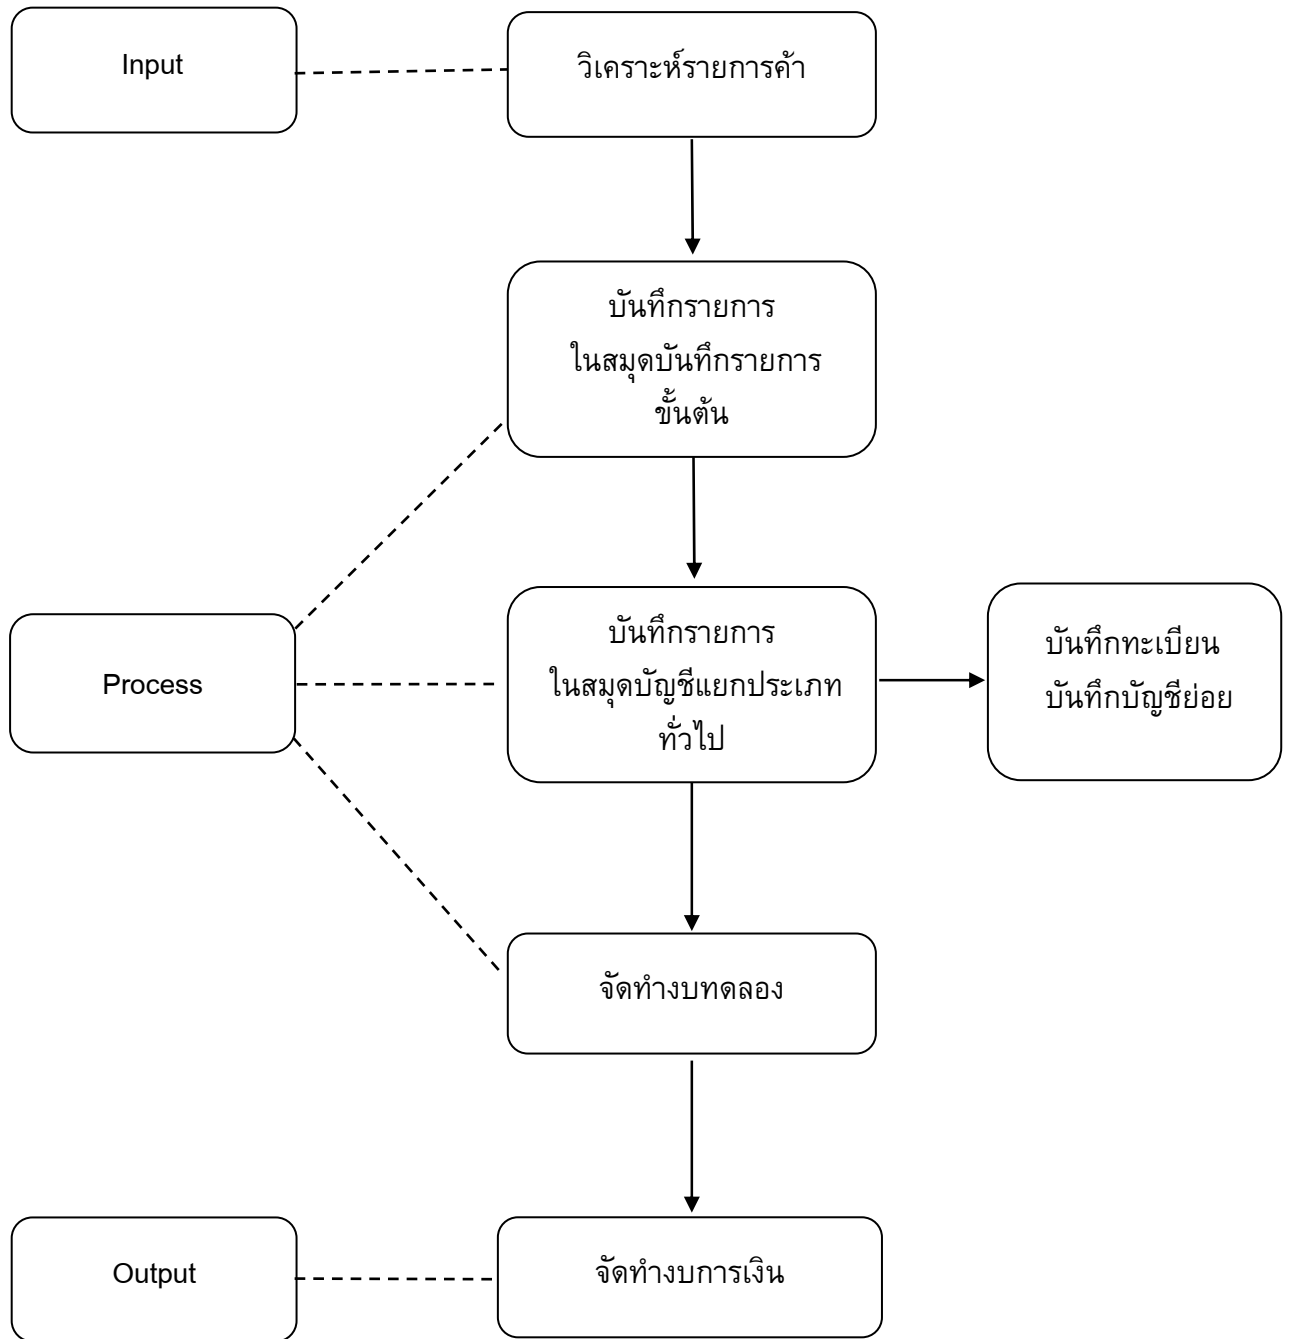 Input
วิเคราะห์รายการค้า
บันทึกรายการ
ในสมุดบันทึกรายการ
ขั้นต้น
Process
บันทึกรายการ
ในสมุดบัญชีแยกประเภท
ทั่วไป
บันทึกทะเบียน
บันทึกบัญชีย่อย
จัดทำงบทดลอง
Output
จัดทำงบการเงิน